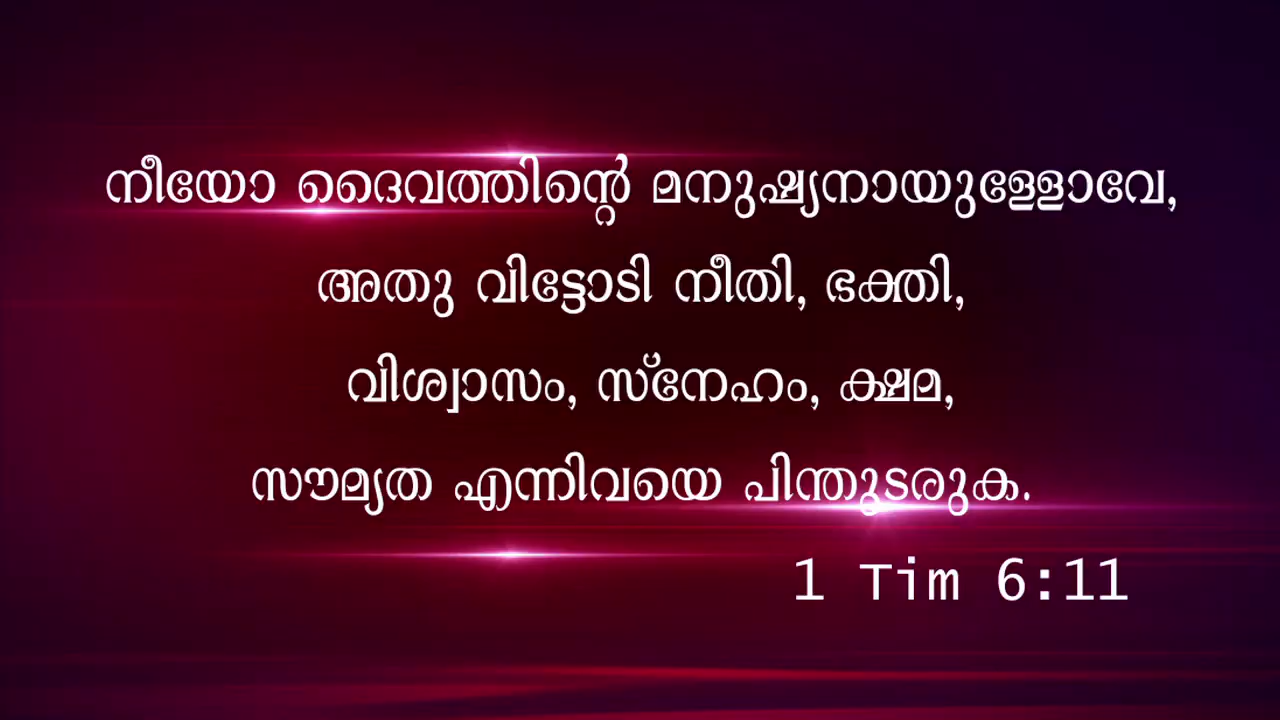 നീയോ ദൈവത്തിന്റെ മനുഷ്യനായുള്ളോവേ,
അതു വിട്ടോടി നീതി, ഭക്തി,
വിശ്വാസം, സ്നേഹം, ക്ഷമ,
സൗമ്യത എന്നിവയെ പിന്തുടരുക.
1 Tim 6:11